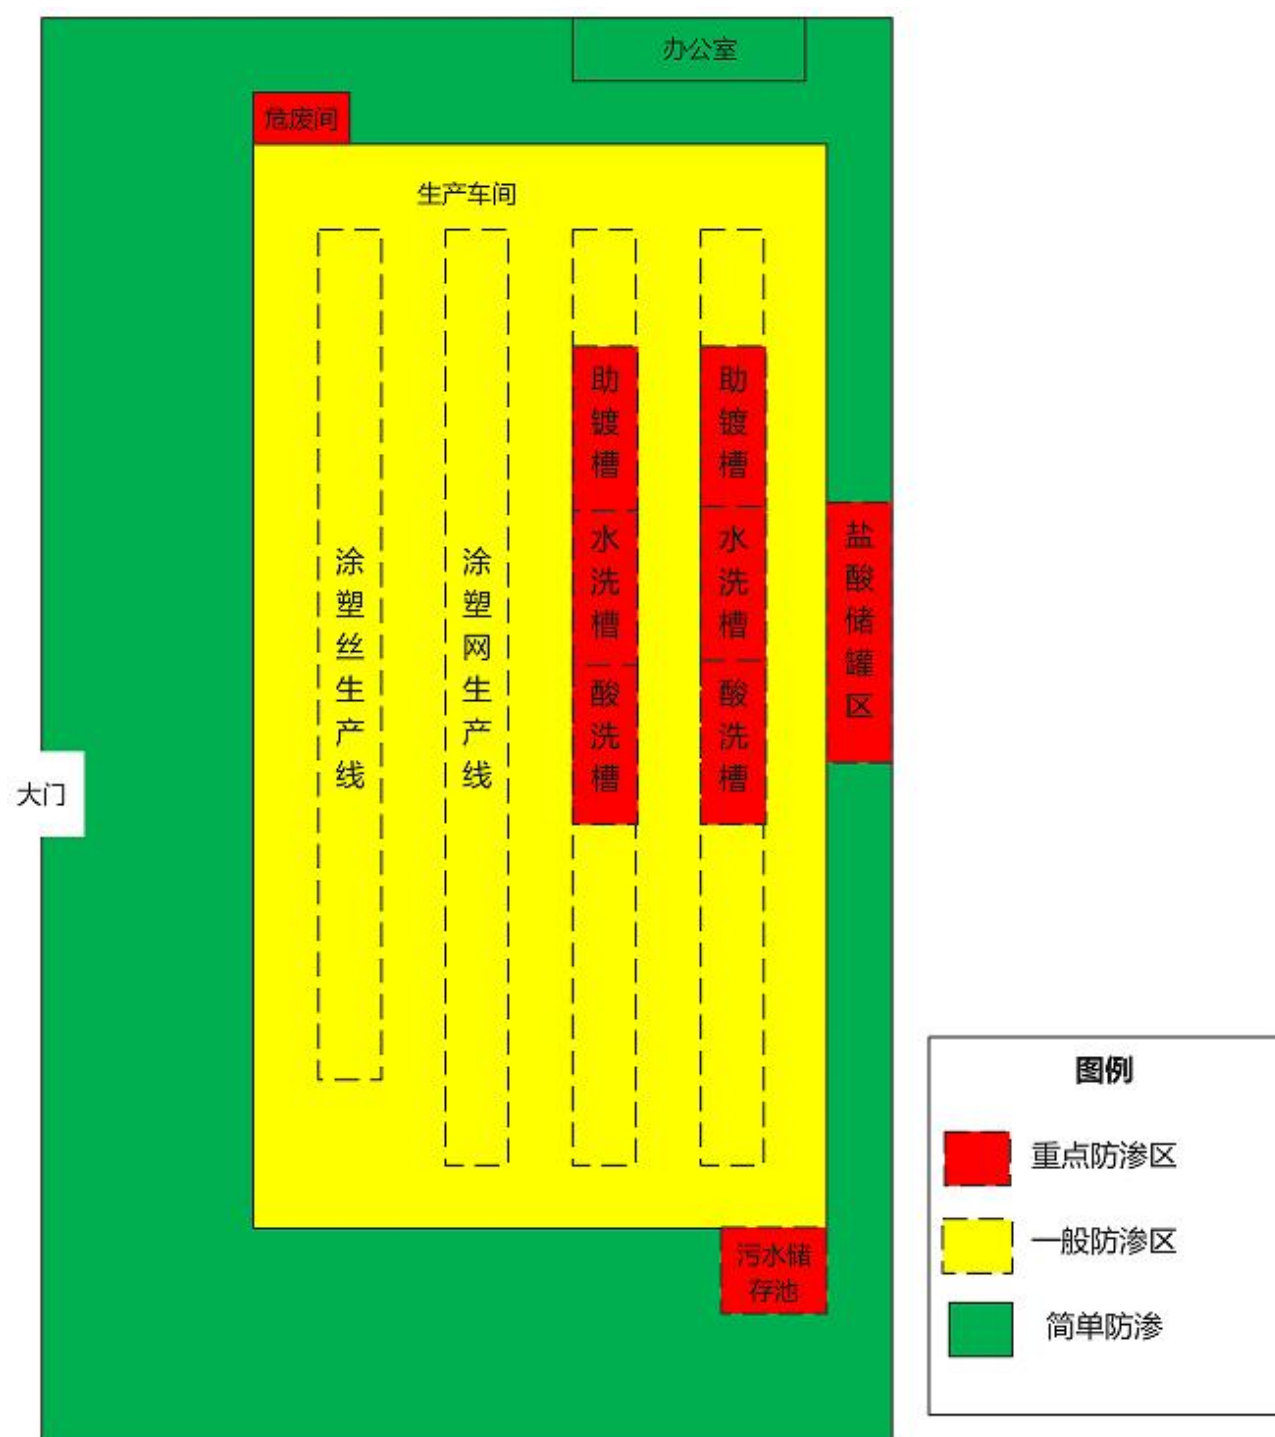 办公室
危废间
生产车间
涂塑丝生产线
涂塑网生产线
助镀槽
水洗槽
酸洗槽
助镀槽
水洗槽
酸洗槽
盐酸储罐区
大门
污水储
存池
图例
重点防渗区
一般防渗区
简单防渗